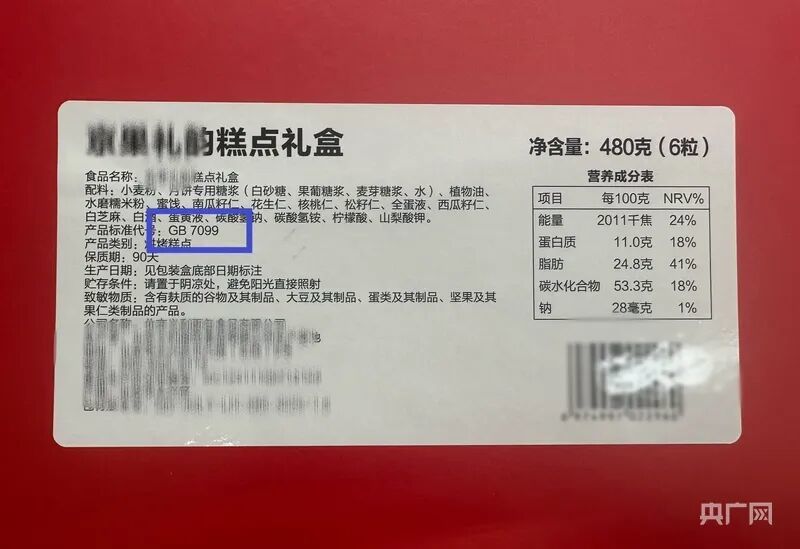 糕点礼盒
净含量：480克（6粒）
食品名称：糕点礼盒
配料：小麦粉、月饼专用糖浆（白砂糖、果葡糖浆、麦芽糖浆、水）、植物油、
水磨糯米粉、蜜饯、南瓜籽仁、花生仁、核桃仁、松籽仁、全蛋液、西瓜籽仁、
白芝麻、白酒、蛋黄液、碳酸氢钠、碳酸氢铵、柠檬酸、山梨酸钾。
产品标准代号：GB 7099
产品类别：烘烤糕点
保质期：90天
生产日期：见包装盒底部日期标注
贮存条件：请置于阴凉处，避免阳光直接照射
致敏物质：含有麸质的谷物及其制品、大豆及其制品、蛋类及其制品、坚果及其
果仁类制品的产品。
营养成分表
项目 每100克 NRV%
能量 2011千焦 24%
蛋白质 11.0克 18%
脂肪 24.8克 41%
碳水化合物 53.3克 18%
钠 28毫克 1%
央广网